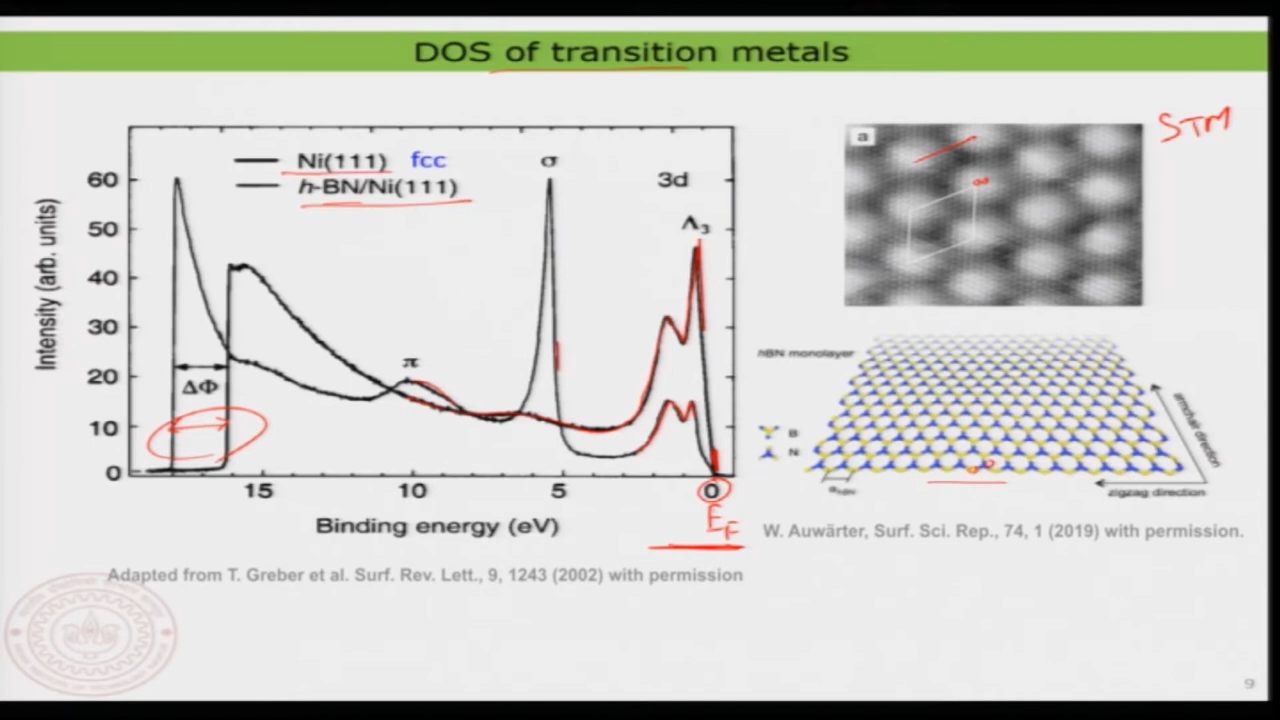 DOS of transition metals
Ni(111) fcc
h-BN/Ni(111)
σ
3d
Λ3
π
ΔΦ
60
50
40
30
20
10
0
15
10
5
0
EF
Intensity (arb. units)
Binding energy (eV)
Adapted from T. Greber et al. Surf. Rev. Lett., 9, 1243 (2002) with permission
a
STM
hBN monolayer
B
N
armchair direction
zigzag direction
W. Auwärter, Surf. Sci. Rep., 74, 1 (2019) with permission.
9